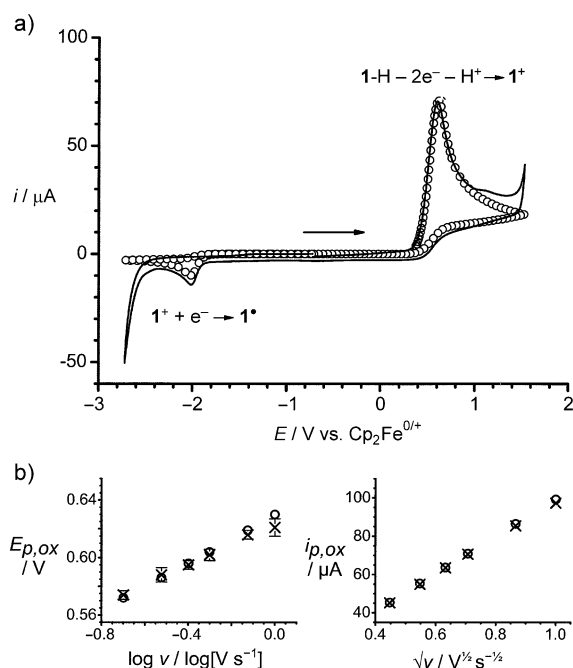 a)
100
50
0
-50
i / μA
1-H – 2e⁻ – H⁺ → 1⁺
1⁺ + e⁻ → 1•
–3 –2 –1 0 1 2
E / V vs. Cp₂Fe⁰/⁺
b)
0.64
0.60
0.56
Ep,ox
/ V
–0.8 –0.4 0.0
log v / log[V s⁻¹]
100
80
60
40
ip,ox
/ μA
0.4 0.6 0.8 1.0
√v / V½ s⁻½